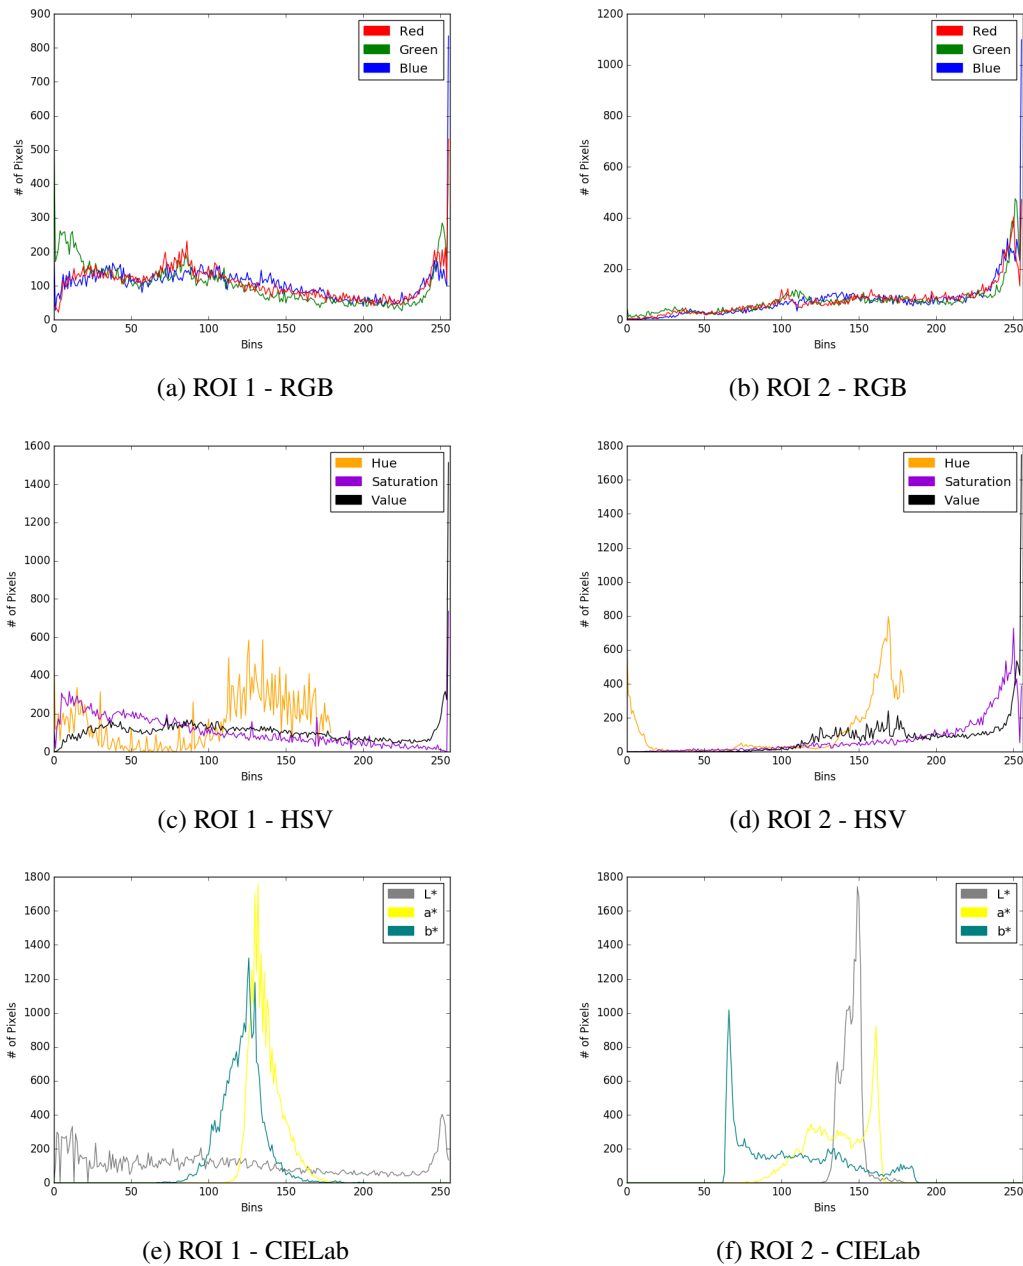 900
800
700
600
500
400
300
200
100
0
# of Pixels
0 50 100 150 200 250
Bins
Red
Green
Blue
(a) ROI 1 - RGB
1200
1000
800
600
400
200
0
# of Pixels
0 50 100 150 200 250
Bins
Red
Green
Blue
(b) ROI 2 - RGB
1600
1400
1200
1000
800
600
400
200
0
# of Pixels
0 50 100 150 200 250
Bins
Hue
Saturation
Value
(c) ROI 1 - HSV
1800
1600
1400
1200
1000
800
600
400
200
0
# of Pixels
0 50 100 150 200 250
Bins
Hue
Saturation
Value
(d) ROI 2 - HSV
1800
1600
1400
1200
1000
800
600
400
200
0
# of Pixels
0 50 100 150 200 250
Bins
L*
a*
b*
(e) ROI 1 - CIELab
1800
1600
1400
1200
1000
800
600
400
200
0
# of Pixels
0 50 100 150 200 250
Bins
L*
a*
b*
(f) ROI 2 - CIELab